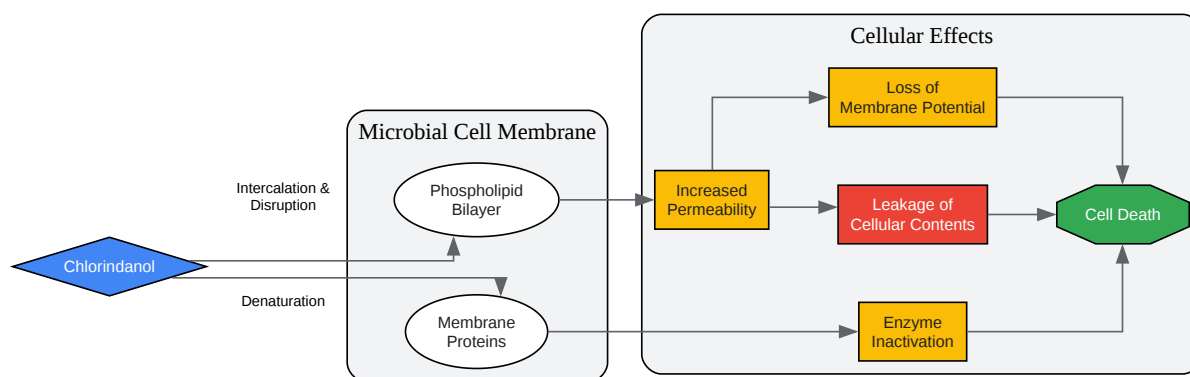 Cellular Effects
Loss of
Membrane Potential
Microbial Cell Membrane
Phospholipid
Bilayer
Intercalation &
Disruption
Increased
Permeability
Leakage of
Cellular Contents
Cell Death
Chlorindanol
Denaturation
Membrane
Proteins
Enzyme
Inactivation